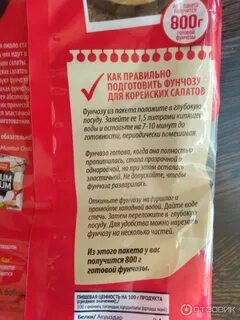 800г
готовой
фунчозы
КАК ПРАВИЛЬНО
ПОДГОТОВИТЬ ФУНЧОЗУ
ДЛЯ КОРЕЙСКИХ САЛАТОВ
Фунчозу из пакета положите в глубокую
посуду. Залейте ее 1,5 литрами кипящей
воды и оставьте на 7-10 минут до
готовности, периодически помешивая.
Фунчоза готова, когда она полностью
пропиталась, стала прозрачной и
однородной, при этом осталась
эластичной. Не пропустите, чтобы
фунчоза разварилась.
Откиньте фунчозу на дуршлаг и
промойте холодной водой. Дайте воде
стечь. Затем переложите в глубокую
посуду. Для удобства можно нарезать
фунчозу на несколько частей.
Из этого пакета у вас
получится 800 г
готовой фунчозы.
ПИЩЕВАЯ ЦЕННОСТЬ НА 100 г ПРОДУКТА
Белки/